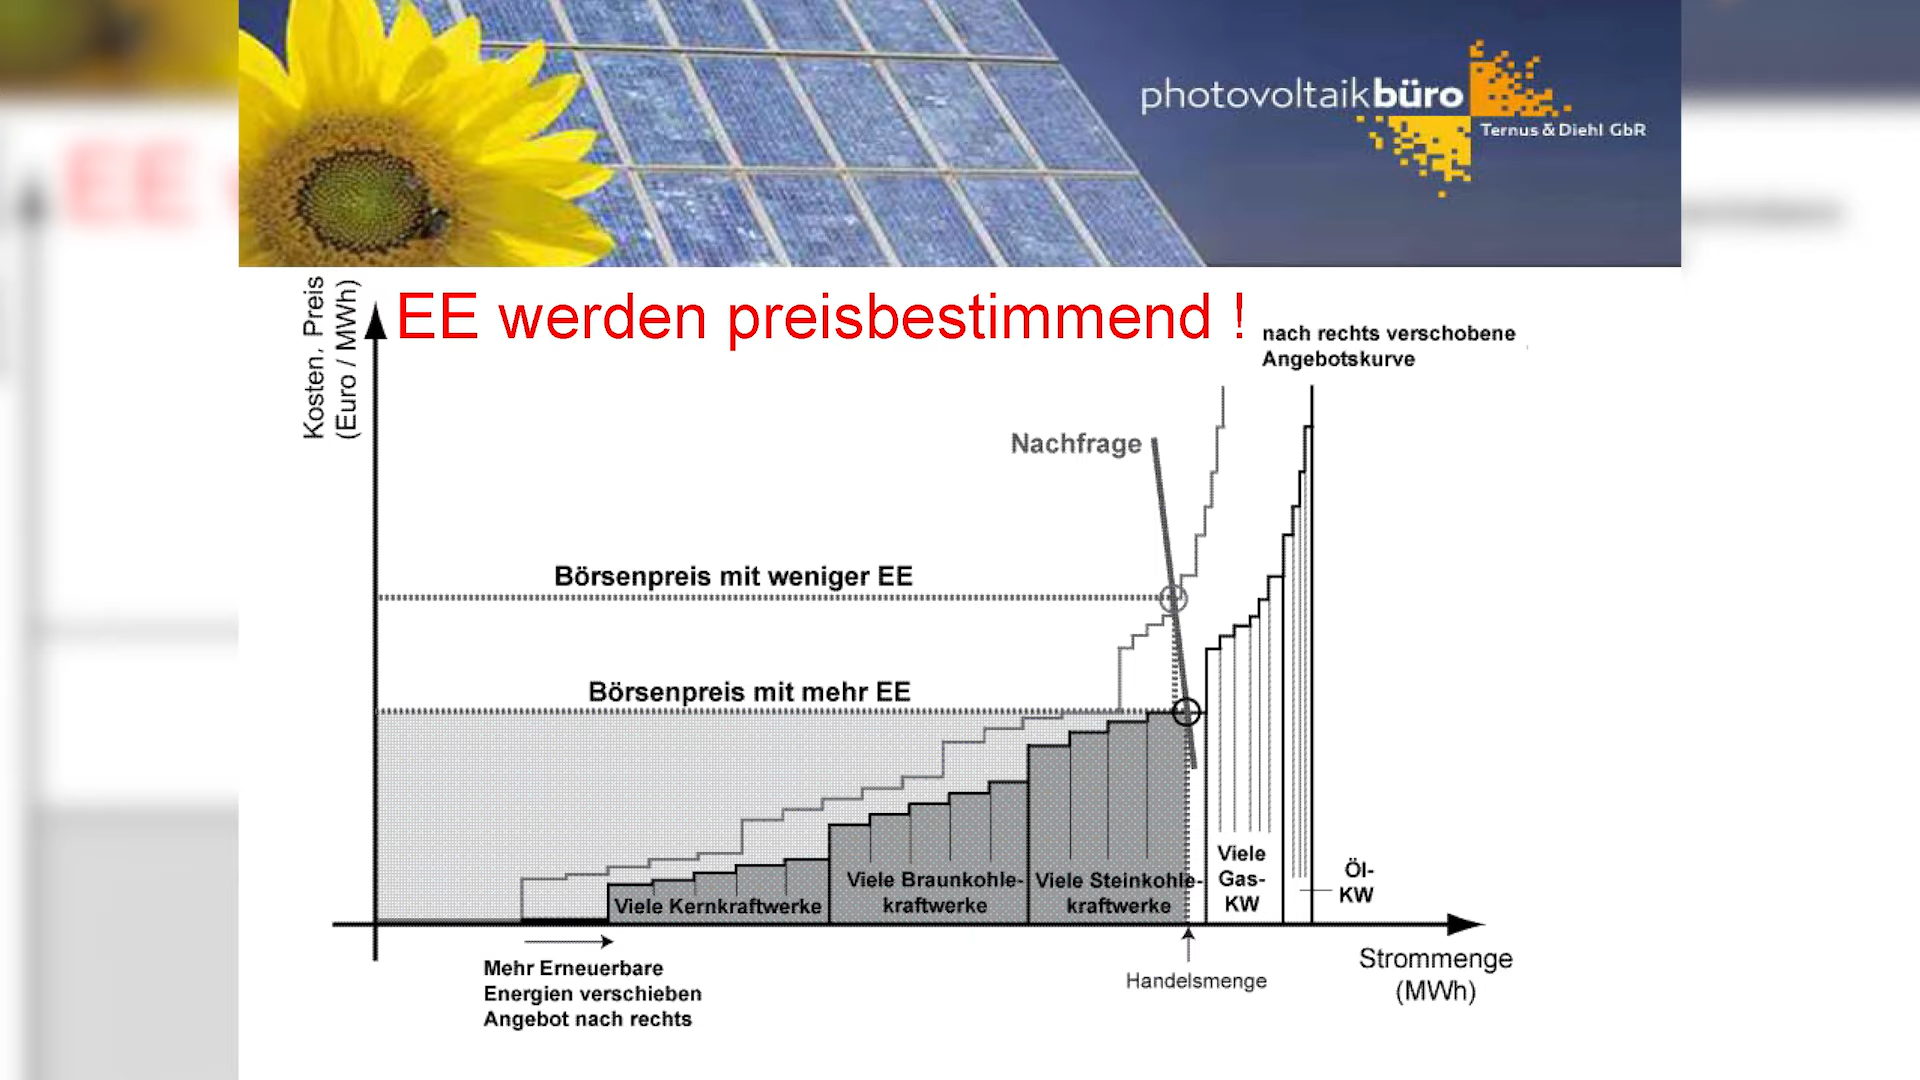 photovoltaikbüro
Ternus & Diehl GbR
EE werden preisbestimmend !
Kosten, Preis
(Euro / MWh)
nach rechts verschobene
Angebotskurve
Nachfrage
Börsenpreis mit weniger EE
Börsenpreis mit mehr EE
Viele Kernkraftwerke
Viele Braunkohle-
kraftwerke
Viele Steinkohle-
kraftwerke
Viele
Gas-
KW
Öl-
KW
Mehr Erneuerbare
Energien verschieben
Angebot nach rechts
Handelsmenge
Strommenge
(MWh)